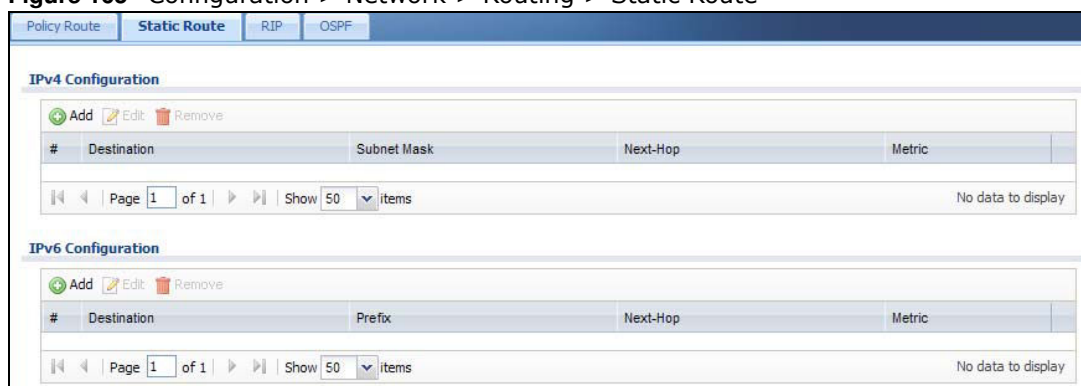 Figure 168 Configuration > Network > Routing > Static Route
Policy Route Static Route RIP OSPF
IPv4 Configuration
Add Edit Remove
# Destination Subnet Mask Next-Hop Metric
Page 1 of 1 Show 50 items No data to display
IPv6 Configuration
Add Edit Remove
# Destination Prefix Next-Hop Metric
Page 1 of 1 Show 50 items No data to display